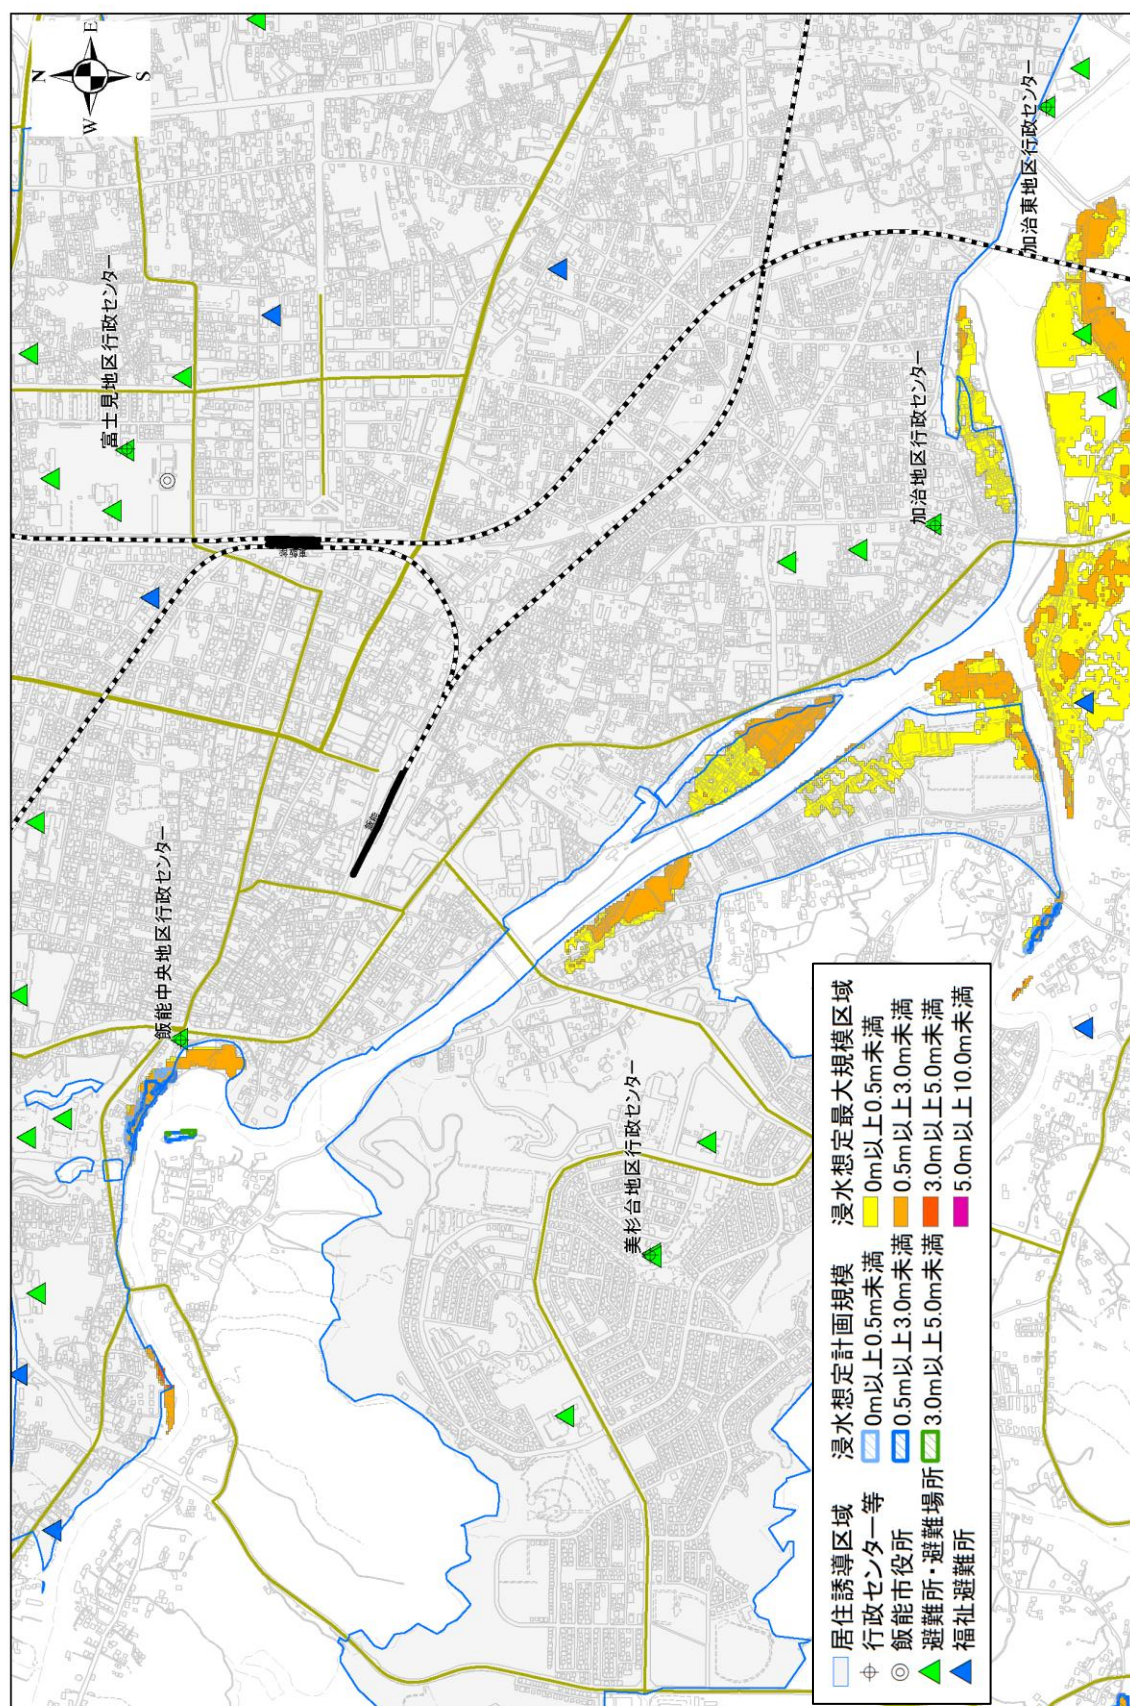 N
E
S
W
富士見地区行政センター
加治東地区行政センター
加治地区行政センター
飯能中央地区行政センター
美杉台地区行政センター
東飯能
飯能
居住誘導区域
行政センター等
飯能市役所
避難所・避難場所
福祉避難所
浸水想定計画規模
0m以上0.5m未満
0.5m以上3.0m未満
3.0m以上5.0m未満
浸水想定最大規模区域
0m以上0.5m未満
0.5m以上3.0m未満
3.0m以上5.0m未満
5.0m以上10.0m未満